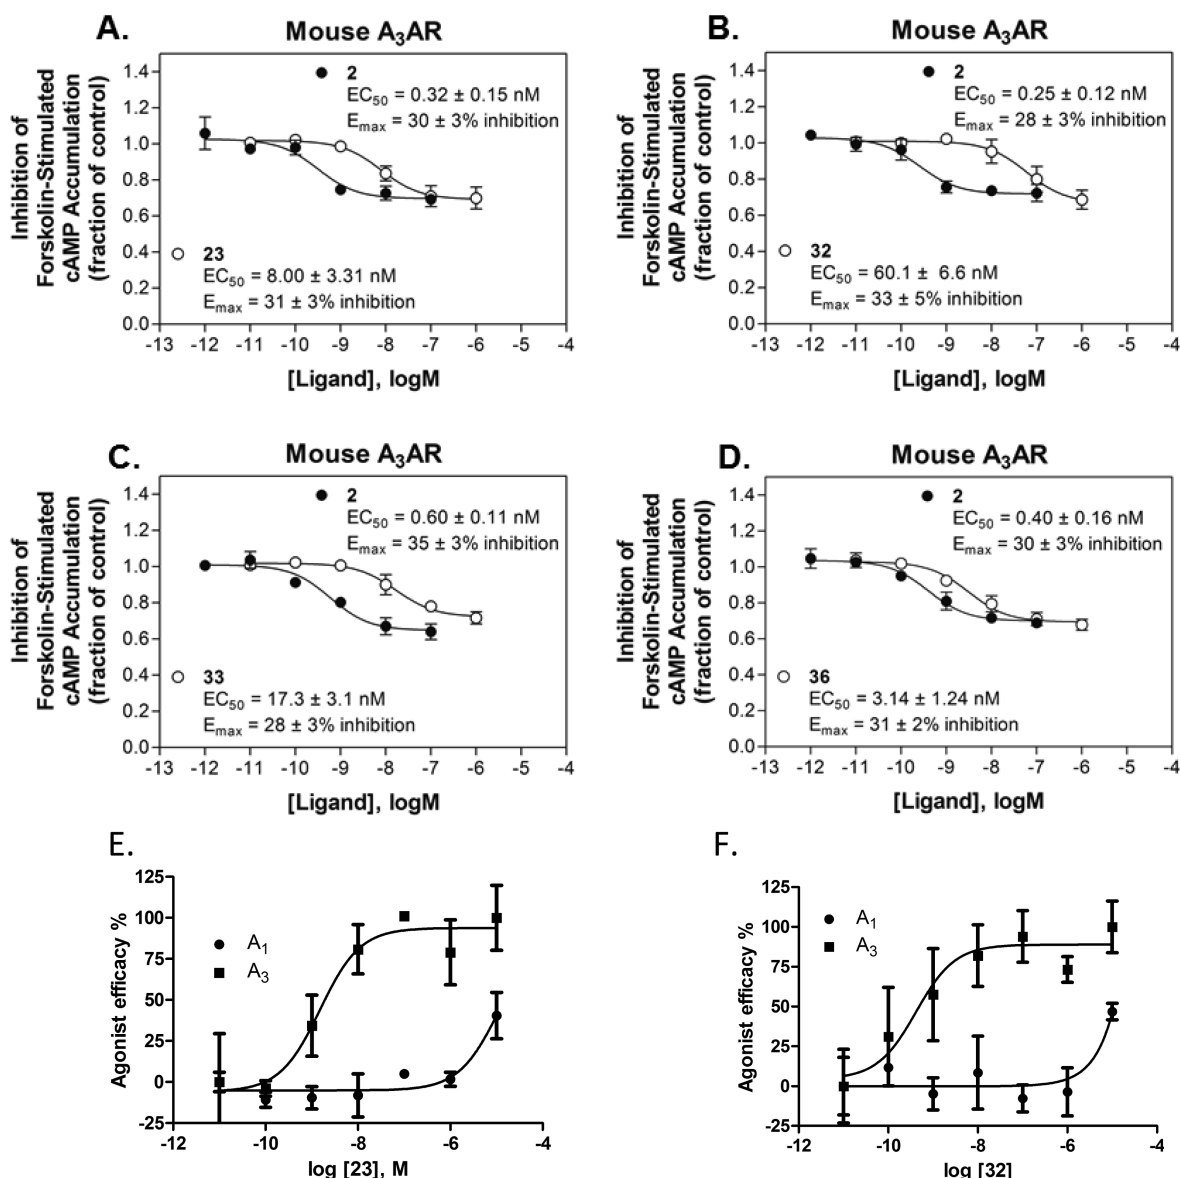 A.
Mouse A₃AR
Inhibition of
Forskolin-Stimulated
cAMP Accumulation
(fraction of control)
1.4
1.2
1.0
0.8
0.6
0.4
0.2
0.0
2
EC₅₀ = 0.32 ± 0.15 nM
Eₘₐₓ = 30 ± 3% inhibition
23
EC₅₀ = 8.00 ± 3.31 nM
Eₘₐₓ = 31 ± 3% inhibition
-13 -12 -11 -10 -9 -8 -7 -6 -5 -4
[Ligand], logM
B.
Mouse A₃AR
Inhibition of
Forskolin-Stimulated
cAMP Accumulation
(fraction of control)
1.4
1.2
1.0
0.8
0.6
0.4
0.2
0.0
2
EC₅₀ = 0.25 ± 0.12 nM
Eₘₐₓ = 28 ± 3% inhibition
32
EC₅₀ = 60.1 ± 6.6 nM
Eₘₐₓ = 33 ± 5% inhibition
-13 -12 -11 -10 -9 -8 -7 -6 -5 -4
[Ligand], logM
C.
Mouse A₃AR
Inhibition of
Forskolin-Stimulated
cAMP Accumulation
(fraction of control)
1.4
1.2
1.0
0.8
0.6
0.4
0.2
0.0
2
EC₅₀ = 0.60 ± 0.11 nM
Eₘₐₓ = 35 ± 3% inhibition
33
EC₅₀ = 17.3 ± 3.1 nM
Eₘₐₓ = 28 ± 3% inhibition
-13 -12 -11 -10 -9 -8 -7 -6 -5 -4
[Ligand], logM
D.
Mouse A₃AR
Inhibition of
Forskolin-Stimulated
cAMP Accumulation
(fraction of control)
1.4
1.2
1.0
0.8
0.6
0.4
0.2
0.0
2
EC₅₀ = 0.40 ± 0.16 nM
Eₘₐₓ = 30 ± 3% inhibition
36
EC₅₀ = 3.14 ± 1.24 nM
Eₘₐₓ = 31 ± 2% inhibition
-13 -12 -11 -10 -9 -8 -7 -6 -5 -4
[Ligand], logM
E.
Agonist efficacy %
125
100
75
50
25
0
-25
A₁
A₃
-12 -10 -8 -6 -4
log [23], M
F.
Agonist efficacy %
125
100
75
50
25
0
-25
A₁
A₃
-12 -10 -8 -6 -4
log [32]